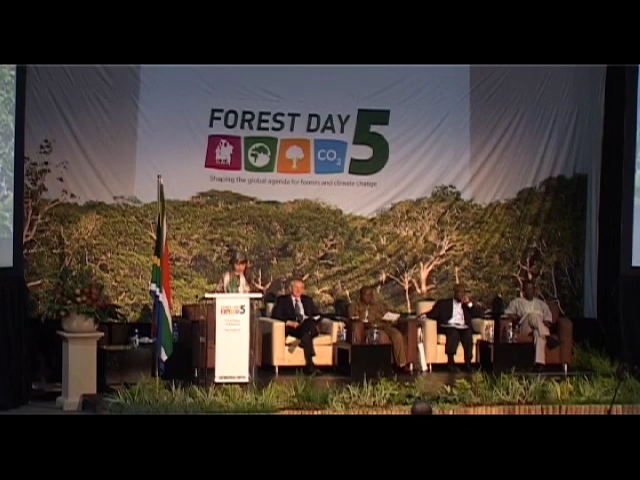 FOREST DAY 5
CO2
Shaping the global agenda for forests and climate change